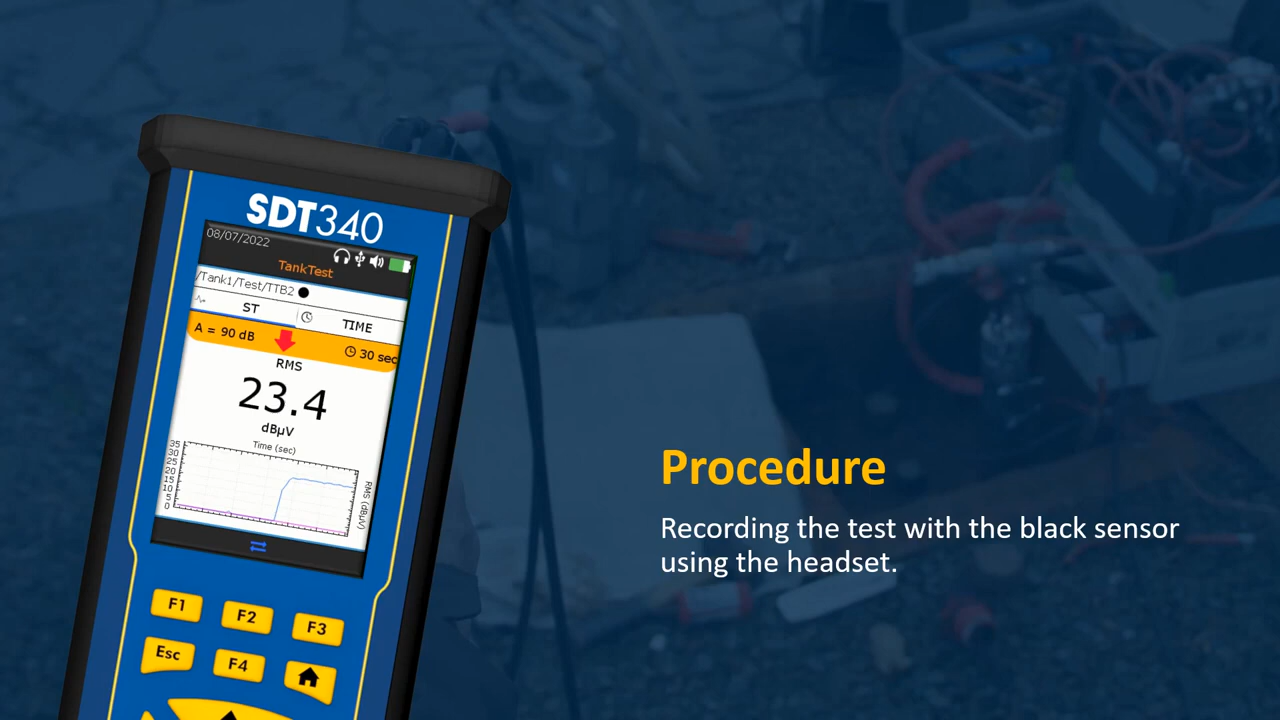 SDT340
08/07/2022
TankTest
/Tank1/Test/TTB2
ST
TIME
A = 90 dB
30 sec
RMS
23.4
dBµV
Time (sec)
35
30
25
20
15
10
5
0
RMS (dBµV)
F1
F2
F3
Esc
F4
Procedure
Recording the test with the black sensor
using the headset.